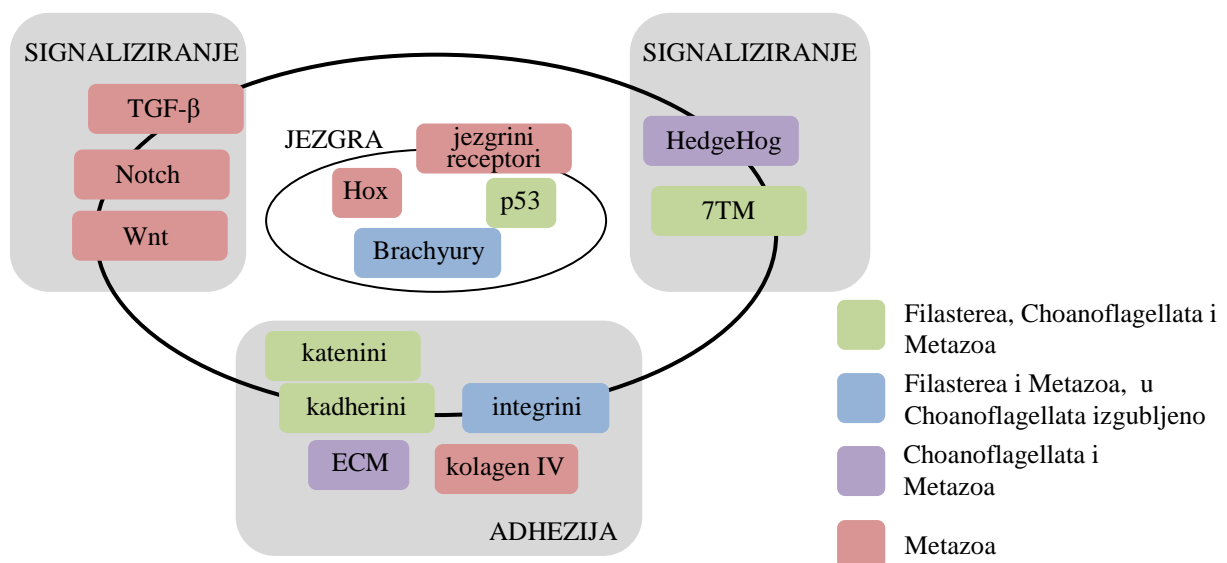 SIGNALIZIRANJE
TGF-β
Notch
Wnt
JEZGRA
jezgrini
receptori
Hox
p53
Brachyury
SIGNALIZIRANJE
HedgeHog
7TM
katenini
kadherini
integrini
ECM
kolagen IV
ADHEZIJA
Filasterea, Choanoflagellata i
Metazoa
Filasterea i Metazoa, u
Choanoflagellata izgubljeno
Choanoflagellata i
Metazoa
Metazoa